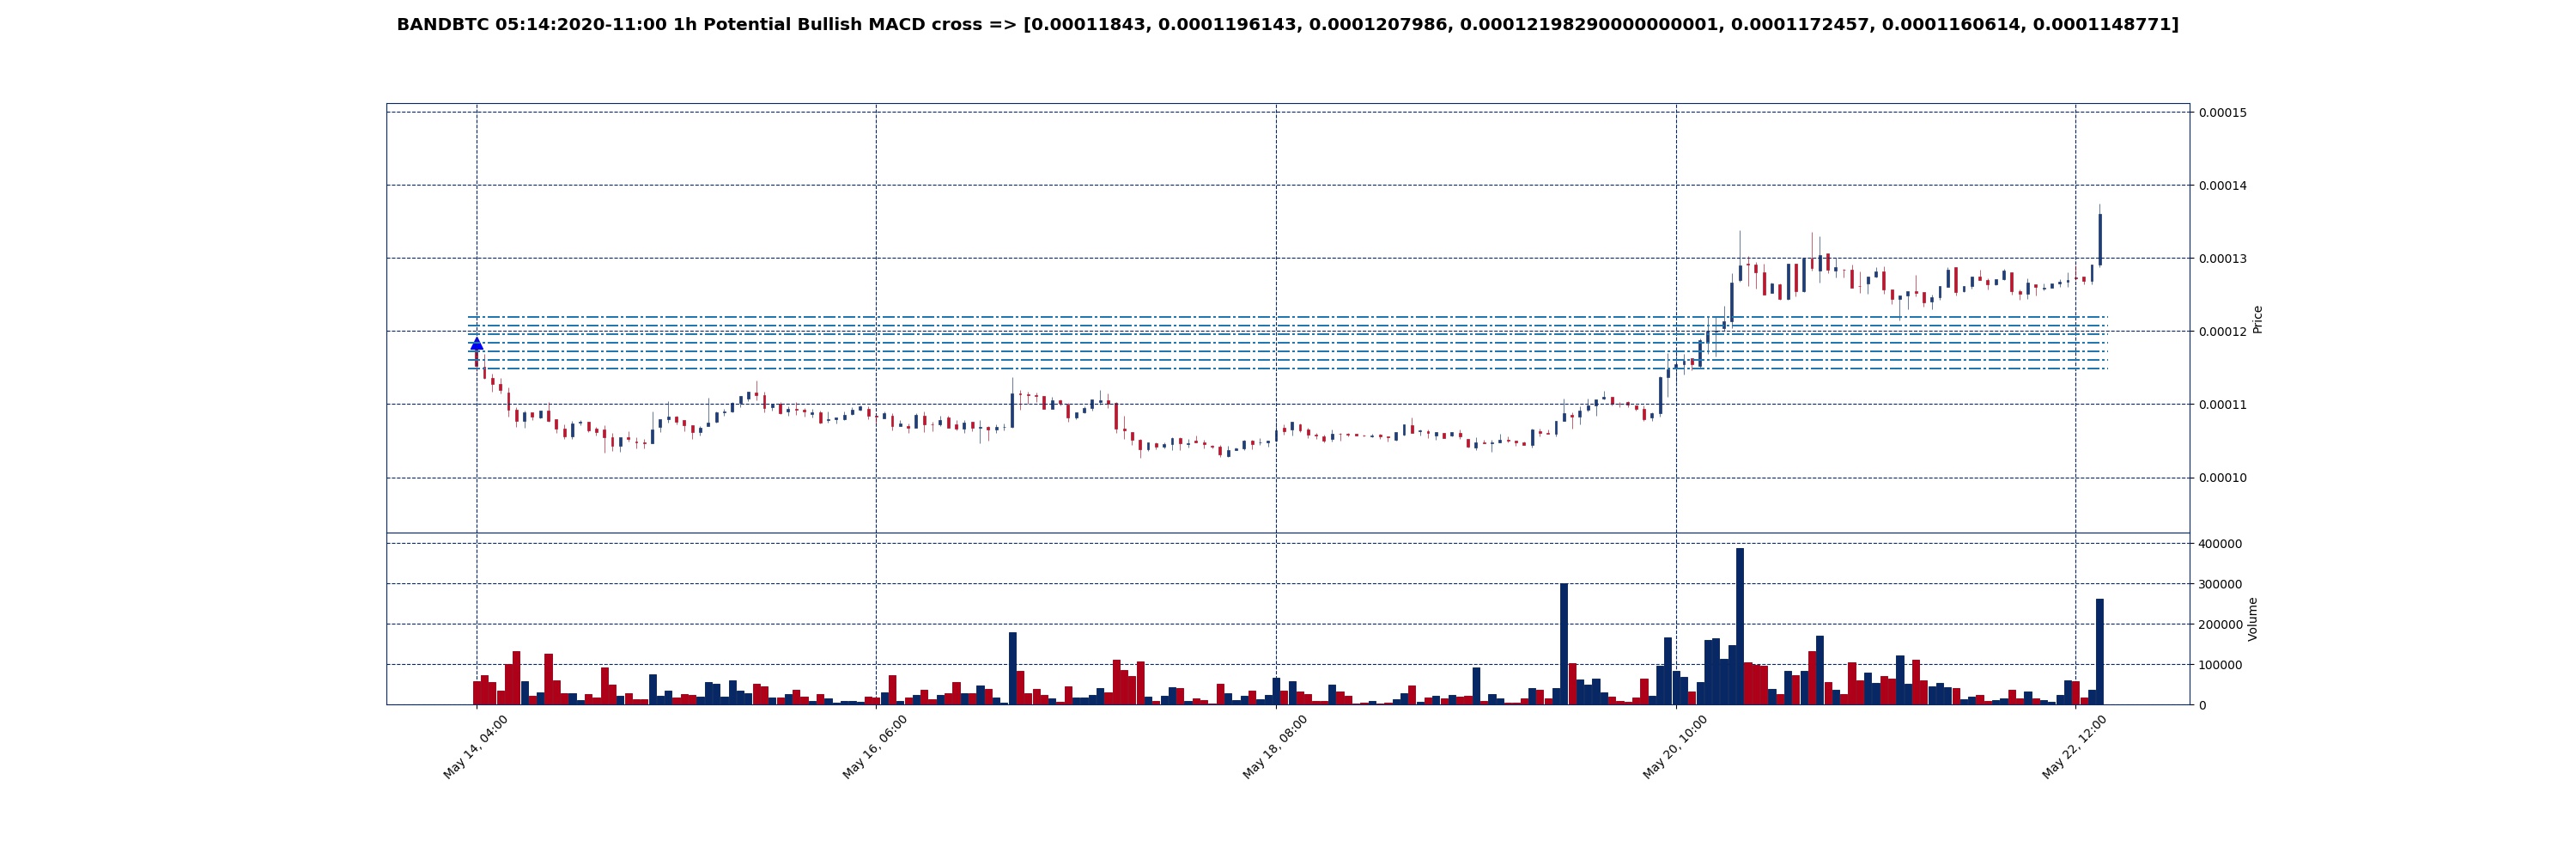 BANDBTC 05:14:2020-11:00 1h Potential Bullish MACD cross => [0.00011843, 0.0001196143, 0.0001207986, 0.00012198290000000001, 0.0001172457, 0.0001160614, 0.0001148771]
0.00015
0.00014
0.00013
0.00012
0.00011
0.00010
Price
400000
300000
200000
100000
0
Volume
May 14, 04:00
May 16, 06:00
May 18, 08:00
May 20, 10:00
May 22, 12:00